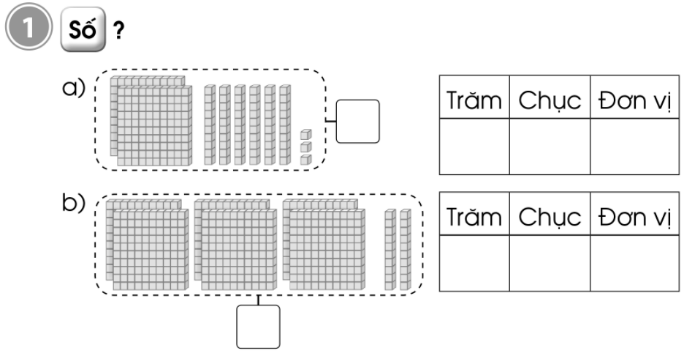 1 Số ?
a)
Trăm Chục Đơn vị
b)
Trăm Chục Đơn vị